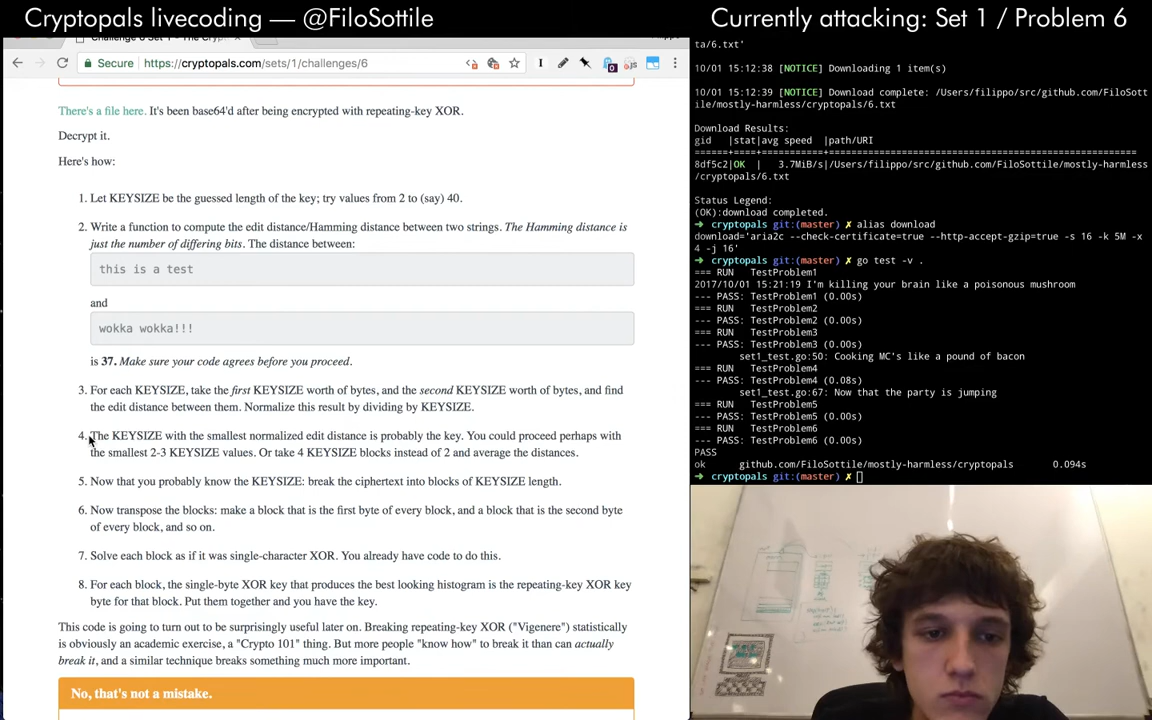 Cryptopals livecoding — @FiloSottile
Currently attacking: Set 1 / Problem 6
Challenge 6 Set 1 - The Cryp
Secure
https://cryptopals.com/sets/1/challenges/6
There's a file here. It's been base64'd after being encrypted with repeating-key XOR.
Decrypt it.
Here's how:
1. Let KEYSIZE be the guessed length of the key; try values from 2 to (say) 40.
2. Write a function to compute the edit distance/Hamming distance between two strings. The Hamming distance is
just the number of differing bits. The distance between:
this is a test
and
wokka wokka!!!
is 37. Make sure your code agrees before you proceed.
3. For each KEYSIZE, take the first KEYSIZE worth of bytes, and the second KEYSIZE worth of bytes, and find
the edit distance between them. Normalize this result by dividing by KEYSIZE.
4. The KEYSIZE with the smallest normalized edit distance is probably the key. You could proceed perhaps with
the smallest 2-3 KEYSIZE values. Or take 4 KEYSIZE blocks instead of 2 and average the distances.
5. Now that you probably know the KEYSIZE: break the ciphertext into blocks of KEYSIZE length.
6. Now transpose the blocks: make a block that is the first byte of every block, and a block that is the second byte
of every block, and so on.
7. Solve each block as if it was single-character XOR. You already have code to do this.
8. For each block, the single-byte XOR key that produces the best looking histogram is the repeating-key XOR key
byte for that block. Put them together and you have the key.
This code is going to turn out to be surprisingly useful later on. Breaking repeating-key XOR ("Vigenere") statistically
is obviously an academic exercise, a "Crypto 101" thing. But more people "know how" to break it than can actually
break it, and a similar technique breaks something much more important.
No, that's not a mistake.
ta/6.txt'
10/01 15:12:38 [NOTICE] Downloading 1 item(s)
10/01 15:12:39 [NOTICE] Download complete: /Users/filippo/src/github.com/FiloSott
ile/mostly-harmless/cryptopals/6.txt
Download Results:
gid   |stat|avg speed  |path/URI
======+====+===========+=======================================================
8df5c2|OK  |   3.7MiB/s|/Users/filippo/src/github.com/FiloSottile/mostly-harmless
/cryptopals/6.txt
Status Legend:
(OK):download completed.
➜ cryptopals git:(master) ✗ alias download
download='aria2c --check-certificate=true --http-accept-gzip=true -s 16 -k 5M -x
4 -j 16'
➜ cryptopals git:(master) ✗ go test -v .
=== RUN   TestProblem1
2017/10/01 15:21:19 I'm killing your brain like a poisonous mushroom
--- PASS: TestProblem1 (0.00s)
=== RUN   TestProblem2
--- PASS: TestProblem2 (0.00s)
=== RUN   TestProblem3
--- PASS: TestProblem3 (0.00s)
set1_test.go:50: Cooking MC's like a pound of bacon
=== RUN   TestProblem4
--- PASS: TestProblem4 (0.08s)
set1_test.go:67: Now that the party is jumping
=== RUN   TestProblem5
--- PASS: TestProblem5 (0.00s)
=== RUN   TestProblem6
--- PASS: TestProblem6 (0.00s)
PASS
ok      github.com/FiloSottile/mostly-harmless/cryptopals      0.094s
➜ cryptopals git:(master) ✗